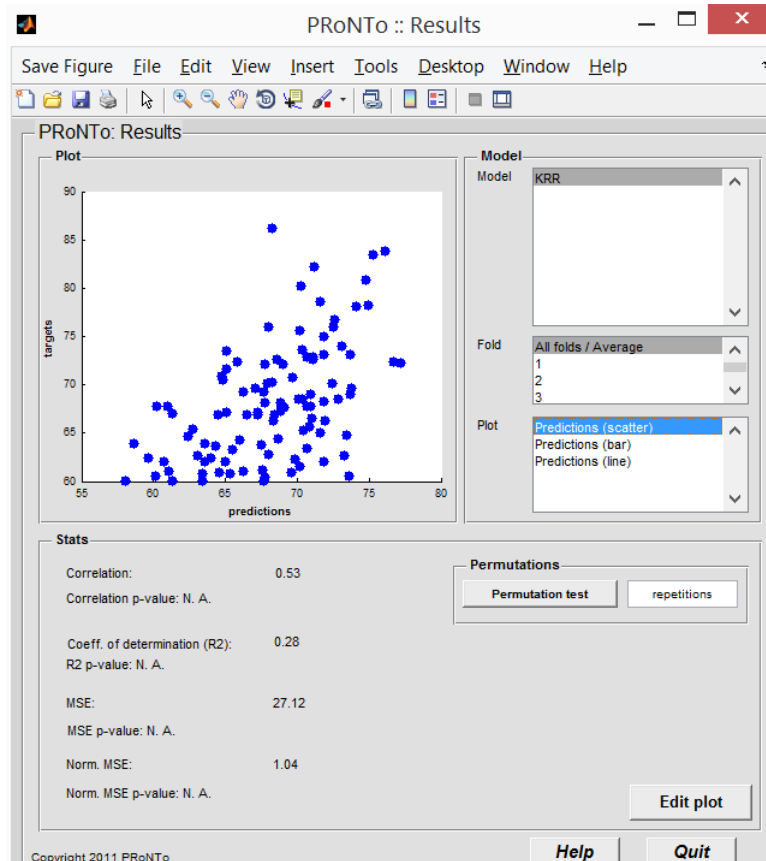 PRoNTo :: Results
Save Figure File Edit View Insert Tools Desktop Window Help
PRoNTo: Results
Plot
90
85
80
75
70
65
60
targets
55 60 65 70 75 80
predictions
Model
Model
KRR
Fold
All folds / Average
1
2
3
Plot
Predictions (scatter)
Predictions (bar)
Predictions (line)
Stats
Correlation: 0.53
Correlation p-value: N. A.
Coeff. of determination (R2): 0.28
R2 p-value: N. A.
MSE: 27.12
MSE p-value: N. A.
Norm. MSE: 1.04
Norm. MSE p-value: N. A.
Permutations
Permutation test repetitions
Edit plot
Help Quit
Copyright 2011 PRoNTo